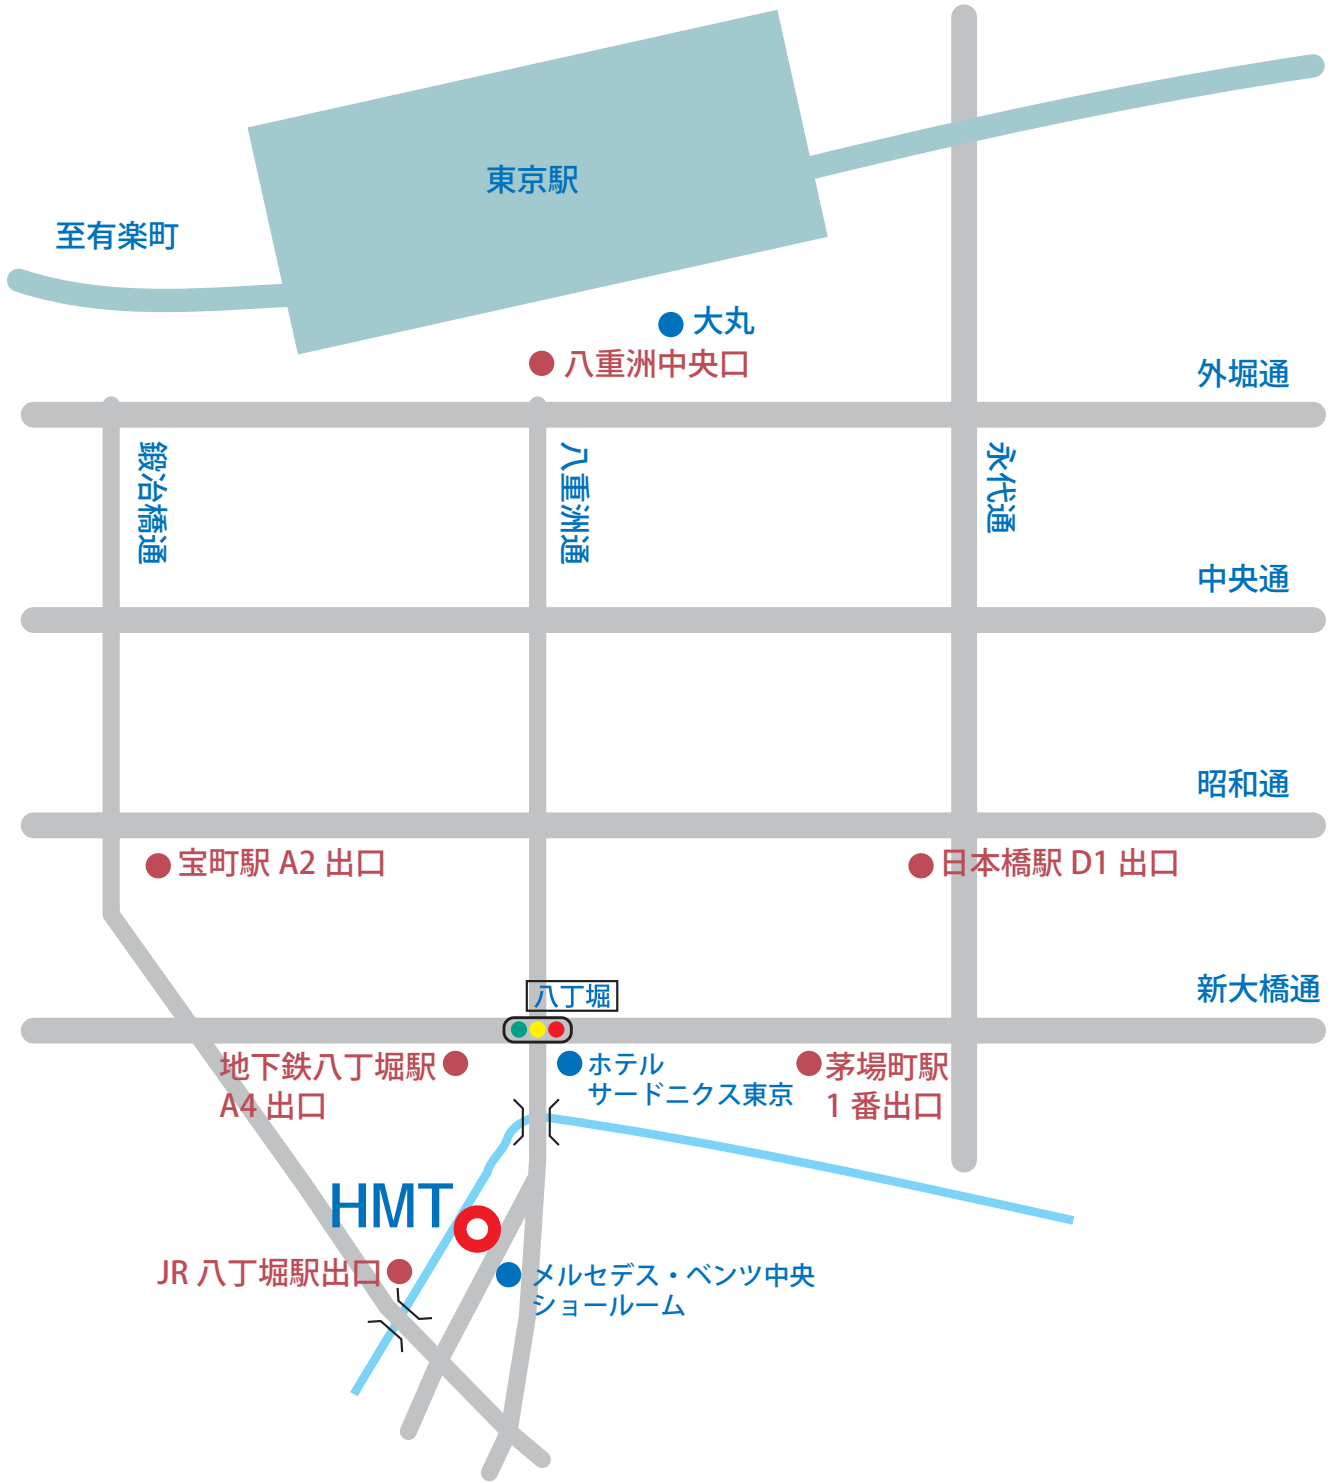 東京駅
至有楽町
大丸
八重洲中央口
外堀通
鍛冶橋通
八重洲通
永代通
中央通
昭和通
宝町駅 A2 出口
日本橋駅 D1 出口
新大橋通
八丁堀
地下鉄八丁堀駅
A4 出口
ホテル
サードニクス東京
茅場町駅
1 番出口
HMT
JR 八丁堀駅出口
メルセデス・ベンツ中央
ショールーム